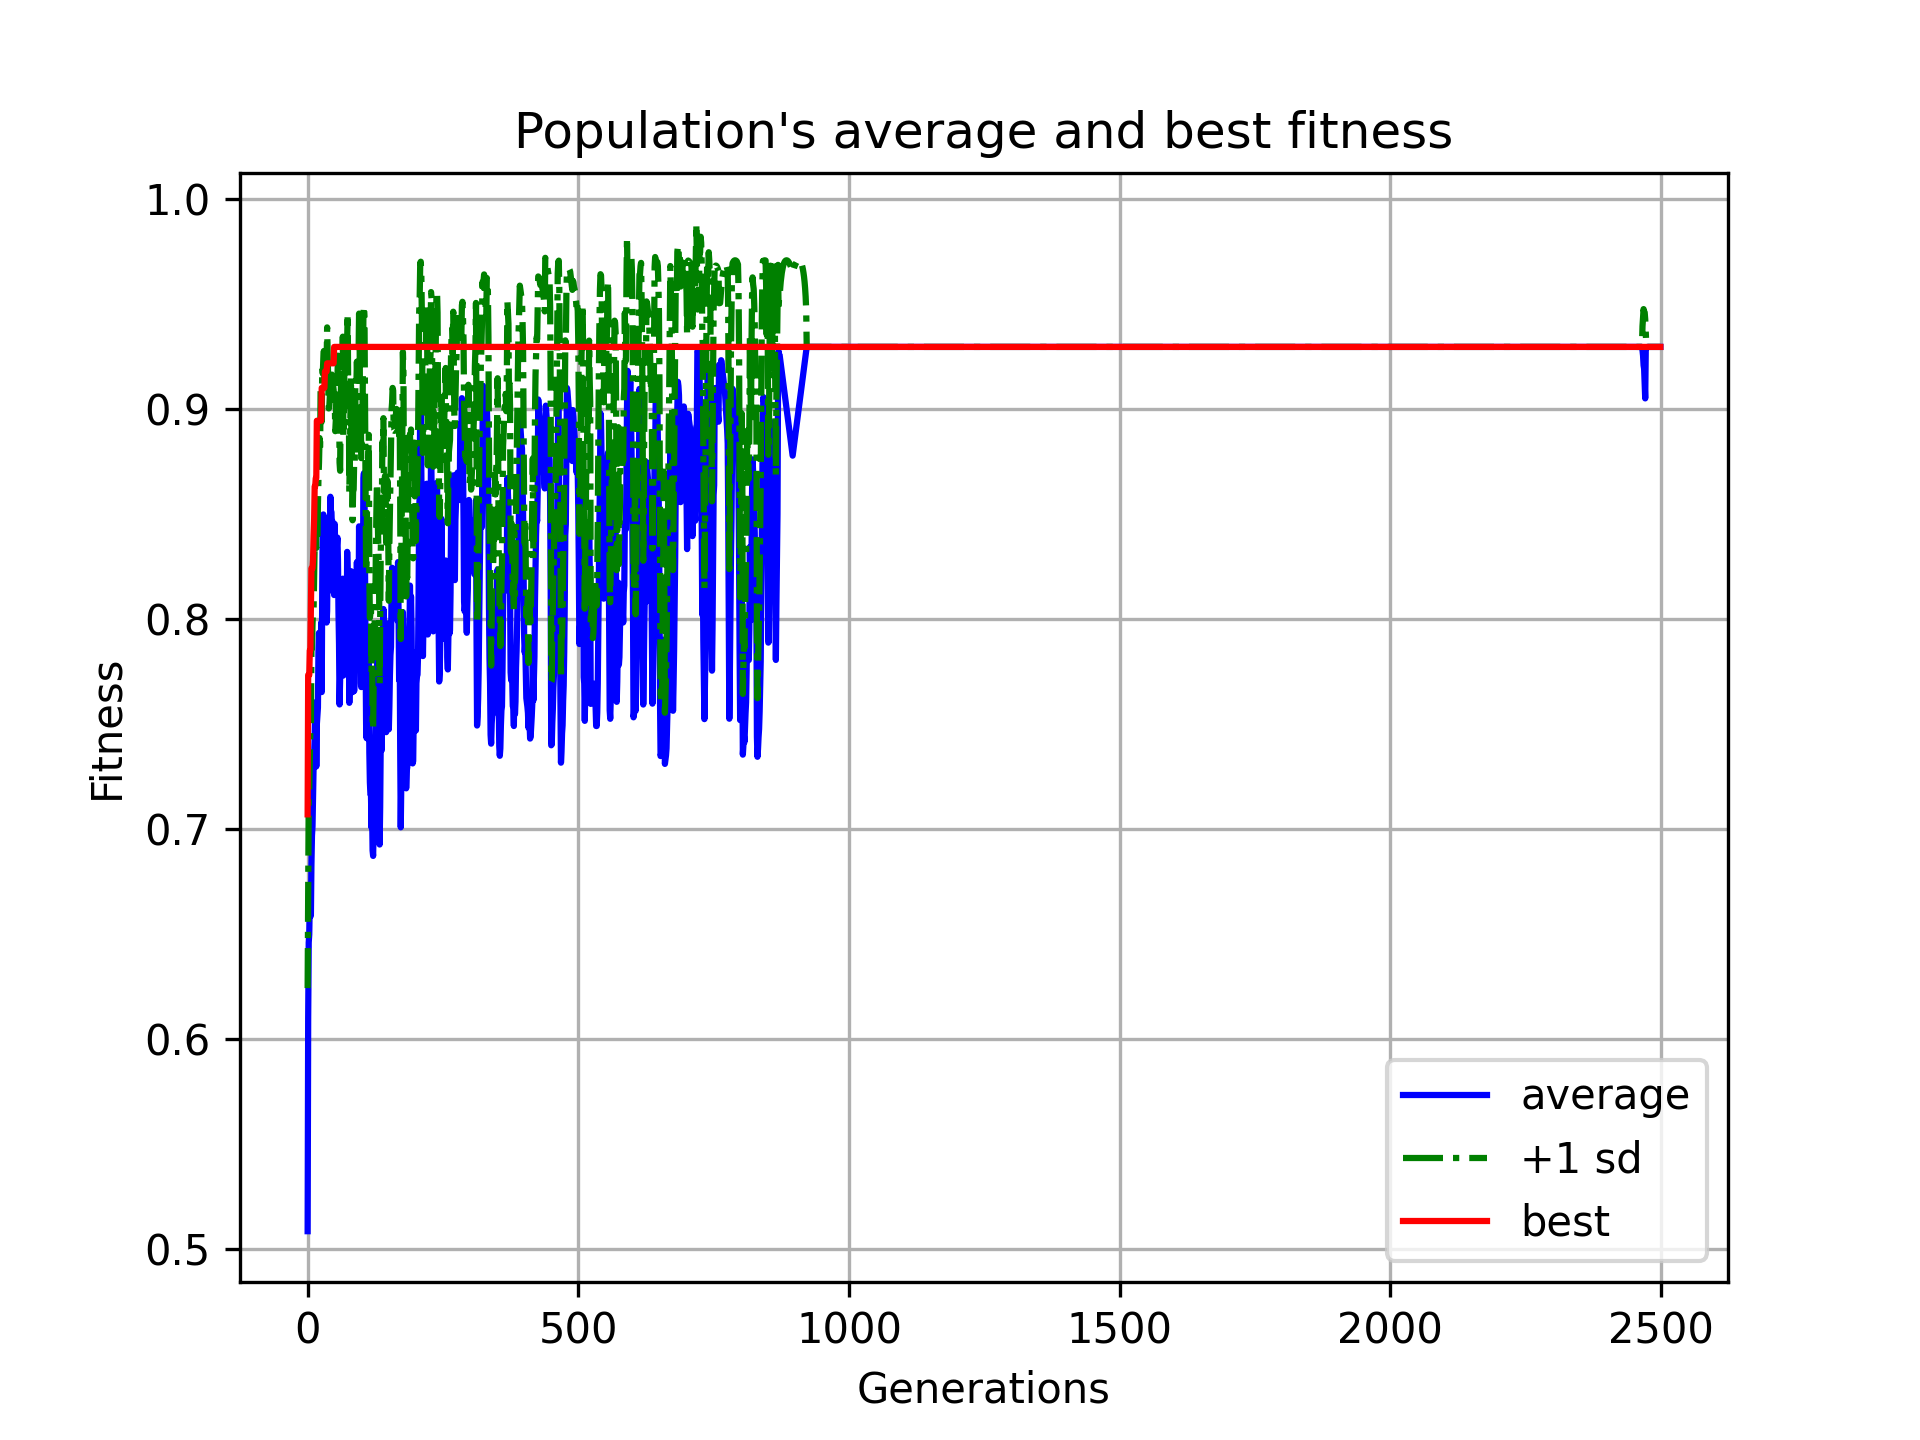 Population's average and best fitness
1.0
0.9
0.8
0.7
0.6
0.5
Fitness
0 500 1000 1500 2000 2500
Generations
average
+1 sd
best